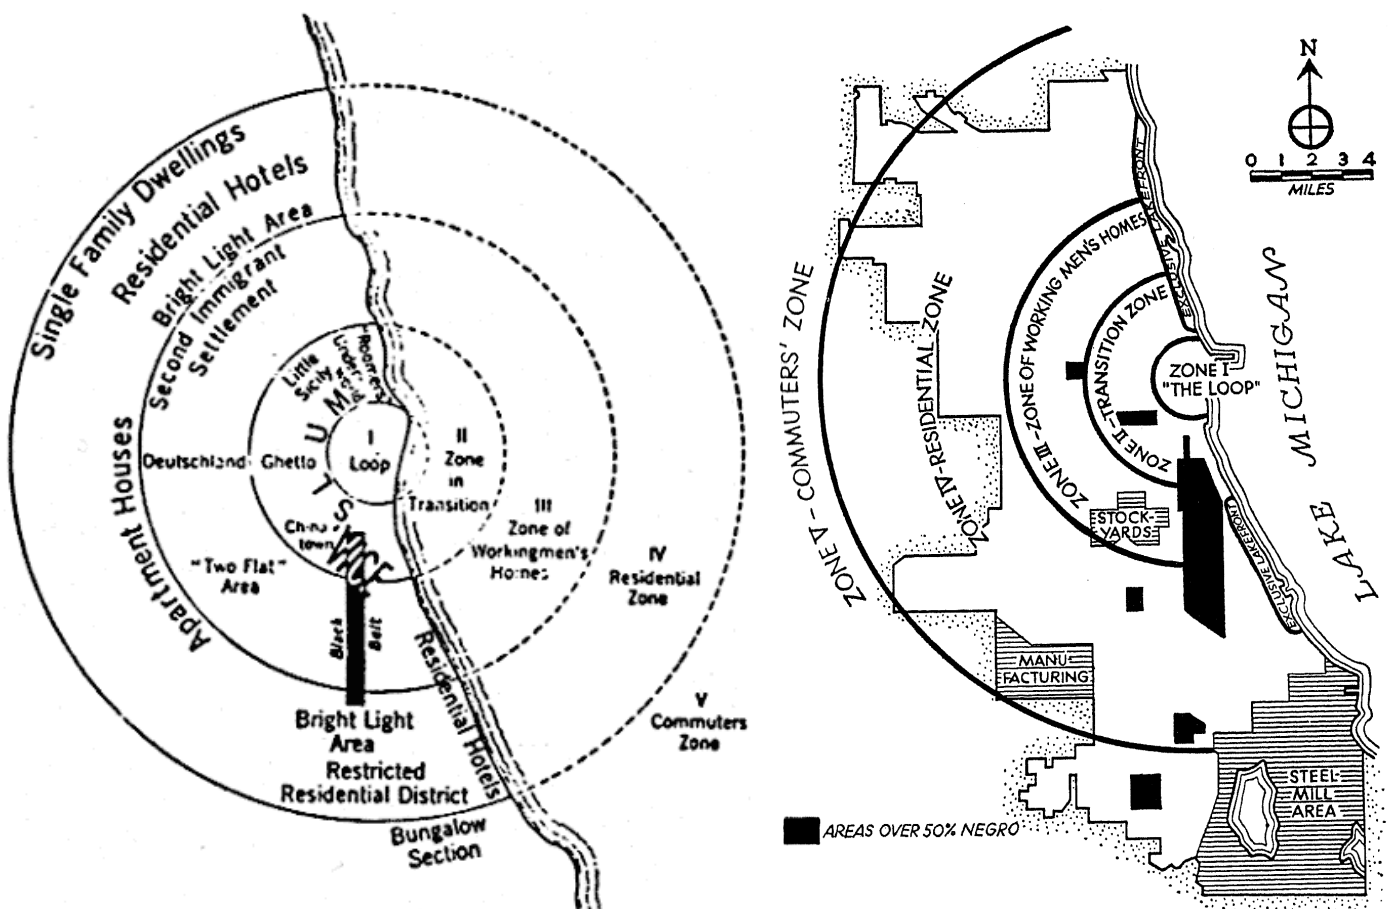 Single Family Dwellings
Residential Hotels
Bright Light Area
Second Immigrant
Settlement
Little
Sicily
Under-
world
Roomers
SLUM
I
Loop
II
Zone
in
Transition
Deutschland
Ghetto
China
town
III
Zone of
Workingmen's
Homes
IV
Residential
Zone
V
Commuters
Zone
"Two Flat"
Area
Apartment Houses
VICE
Black
Belt
Residential Hotels
Bright Light
Area
Restricted
Residential District
Bungalow
Section
N
0 1 2 3 4
MILES
LAKE MICHIGAN
EXCLUSIVE LAKEFRONT
ZONE I
"THE LOOP"
ZONE II - TRANSITION ZONE
ZONE III - ZONE OF WORKING MEN'S HOMES
ZONE IV - RESIDENTIAL ZONE
ZONE V - COMMUTERS' ZONE
STOCK-
YARDS
EXCLUSIVE LAKEFRONT
MANU-
FACTURING
STEEL-
MILL
AREA
AREAS OVER 50% NEGRO